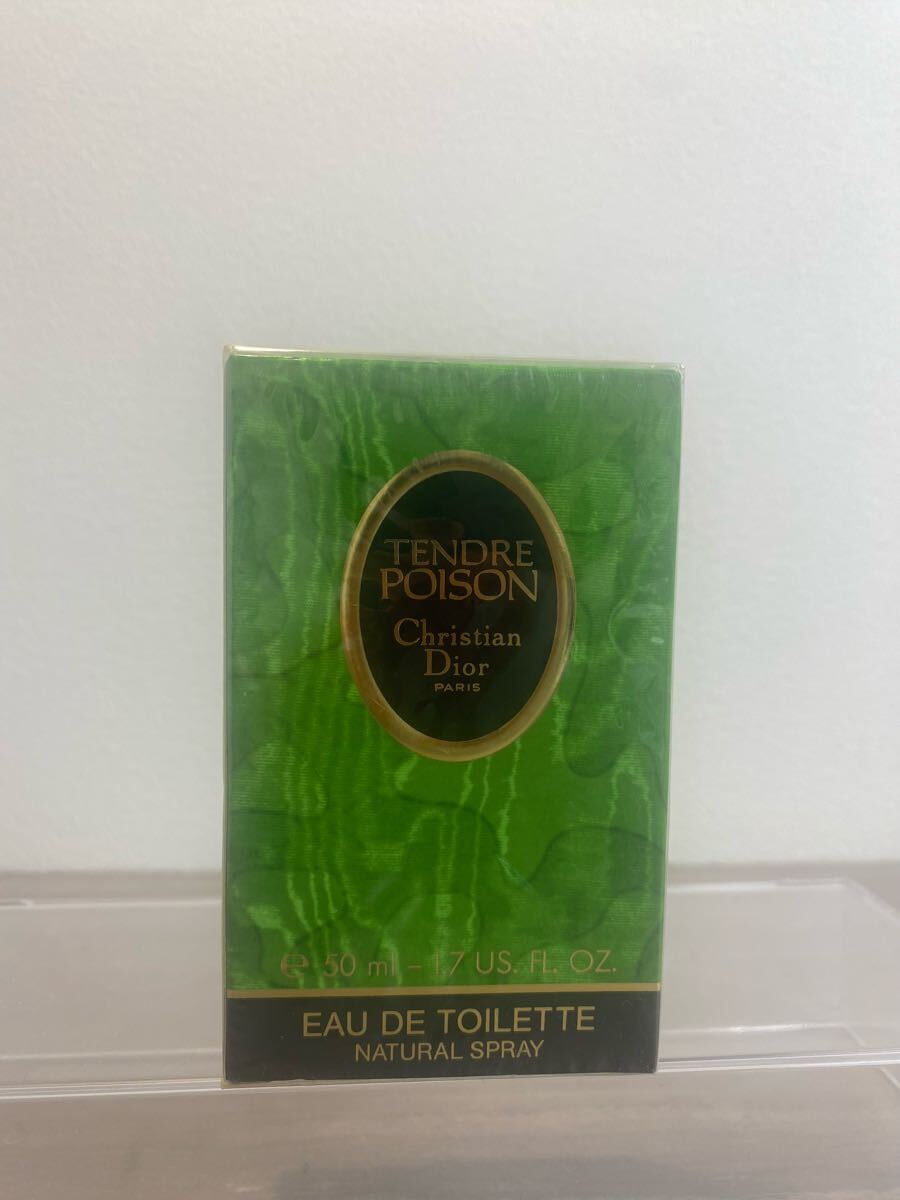 TENDRE
POISON
Christian
Dior
PARIS
℮ 50 ml – 1.7 US. FL. OZ.
EAU DE TOILETTE
NATURAL SPRAY